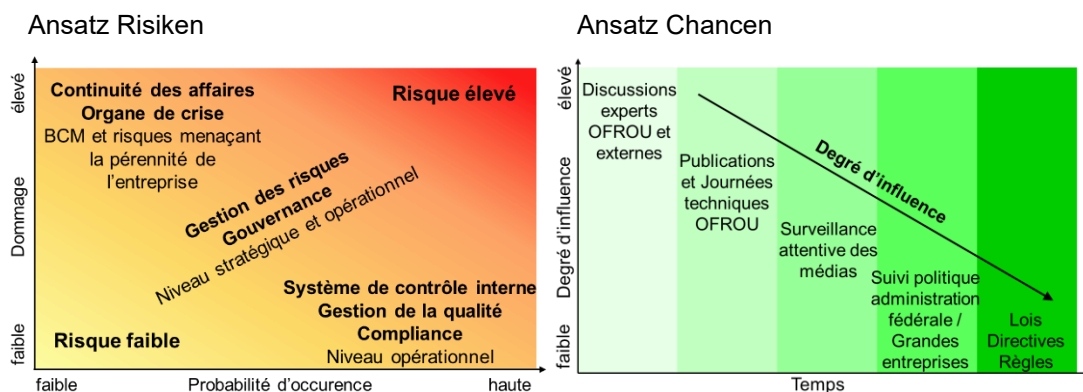 Ansatz Risiken
élevé
Dommage
faible
Continuité des affaires
Organe de crise
BCM et risques menaçant
la pérennité de
l'entreprise
Risque élevé
Gestion des risques
Gouvernance
Niveau stratégique et opérationnel
Système de contrôle interne
Gestion de la qualité
Compliance
Niveau opérationnel
Risque faible
faible
Probabilité d'occurence
haute
Ansatz Chancen
élevé
Degré d'influence
faible
Discussions
experts
OFROU et
externes
Publications
et Journées
techniques
OFROU
Surveillance
attentive des
médias
Suivi politique
administration
fédérale /
Grandes
entreprises
Lois
Directives
Règles
Degré d'influence
Temps